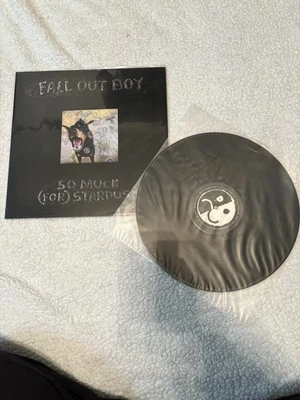 FALL OUT BOY
SO MUCH
(FOR) STARDUST